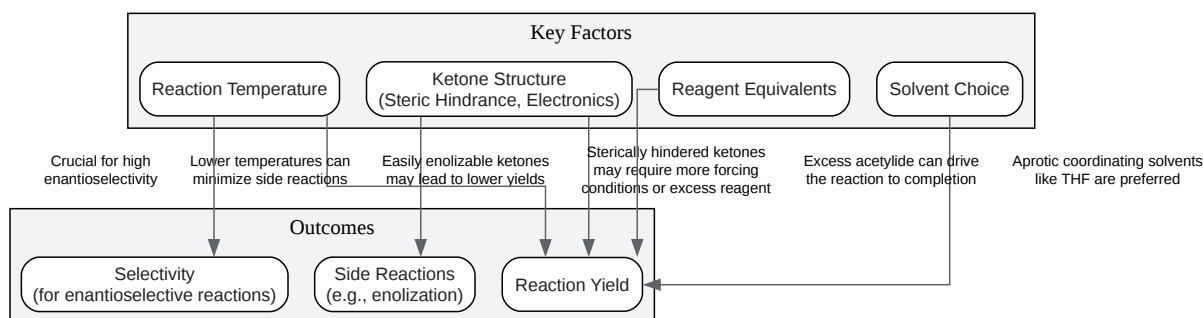 Key Factors
Reaction Temperature
Ketone Structure
(Steric Hindrance, Electronics)
Reagent Equivalents
Solvent Choice
Crucial for high
enantioselectivity
Lower temperatures can
minimize side reactions
Easily enolizable ketones
may lead to lower yields
Sterically hindered ketones
may require more forcing
conditions or excess reagent
Excess acetylide can drive
the reaction to completion
Aprotic coordinating solvents
like THF are preferred
Outcomes
Selectivity
(for enantioselective reactions)
Side Reactions
(e.g., enolization)
Reaction Yield